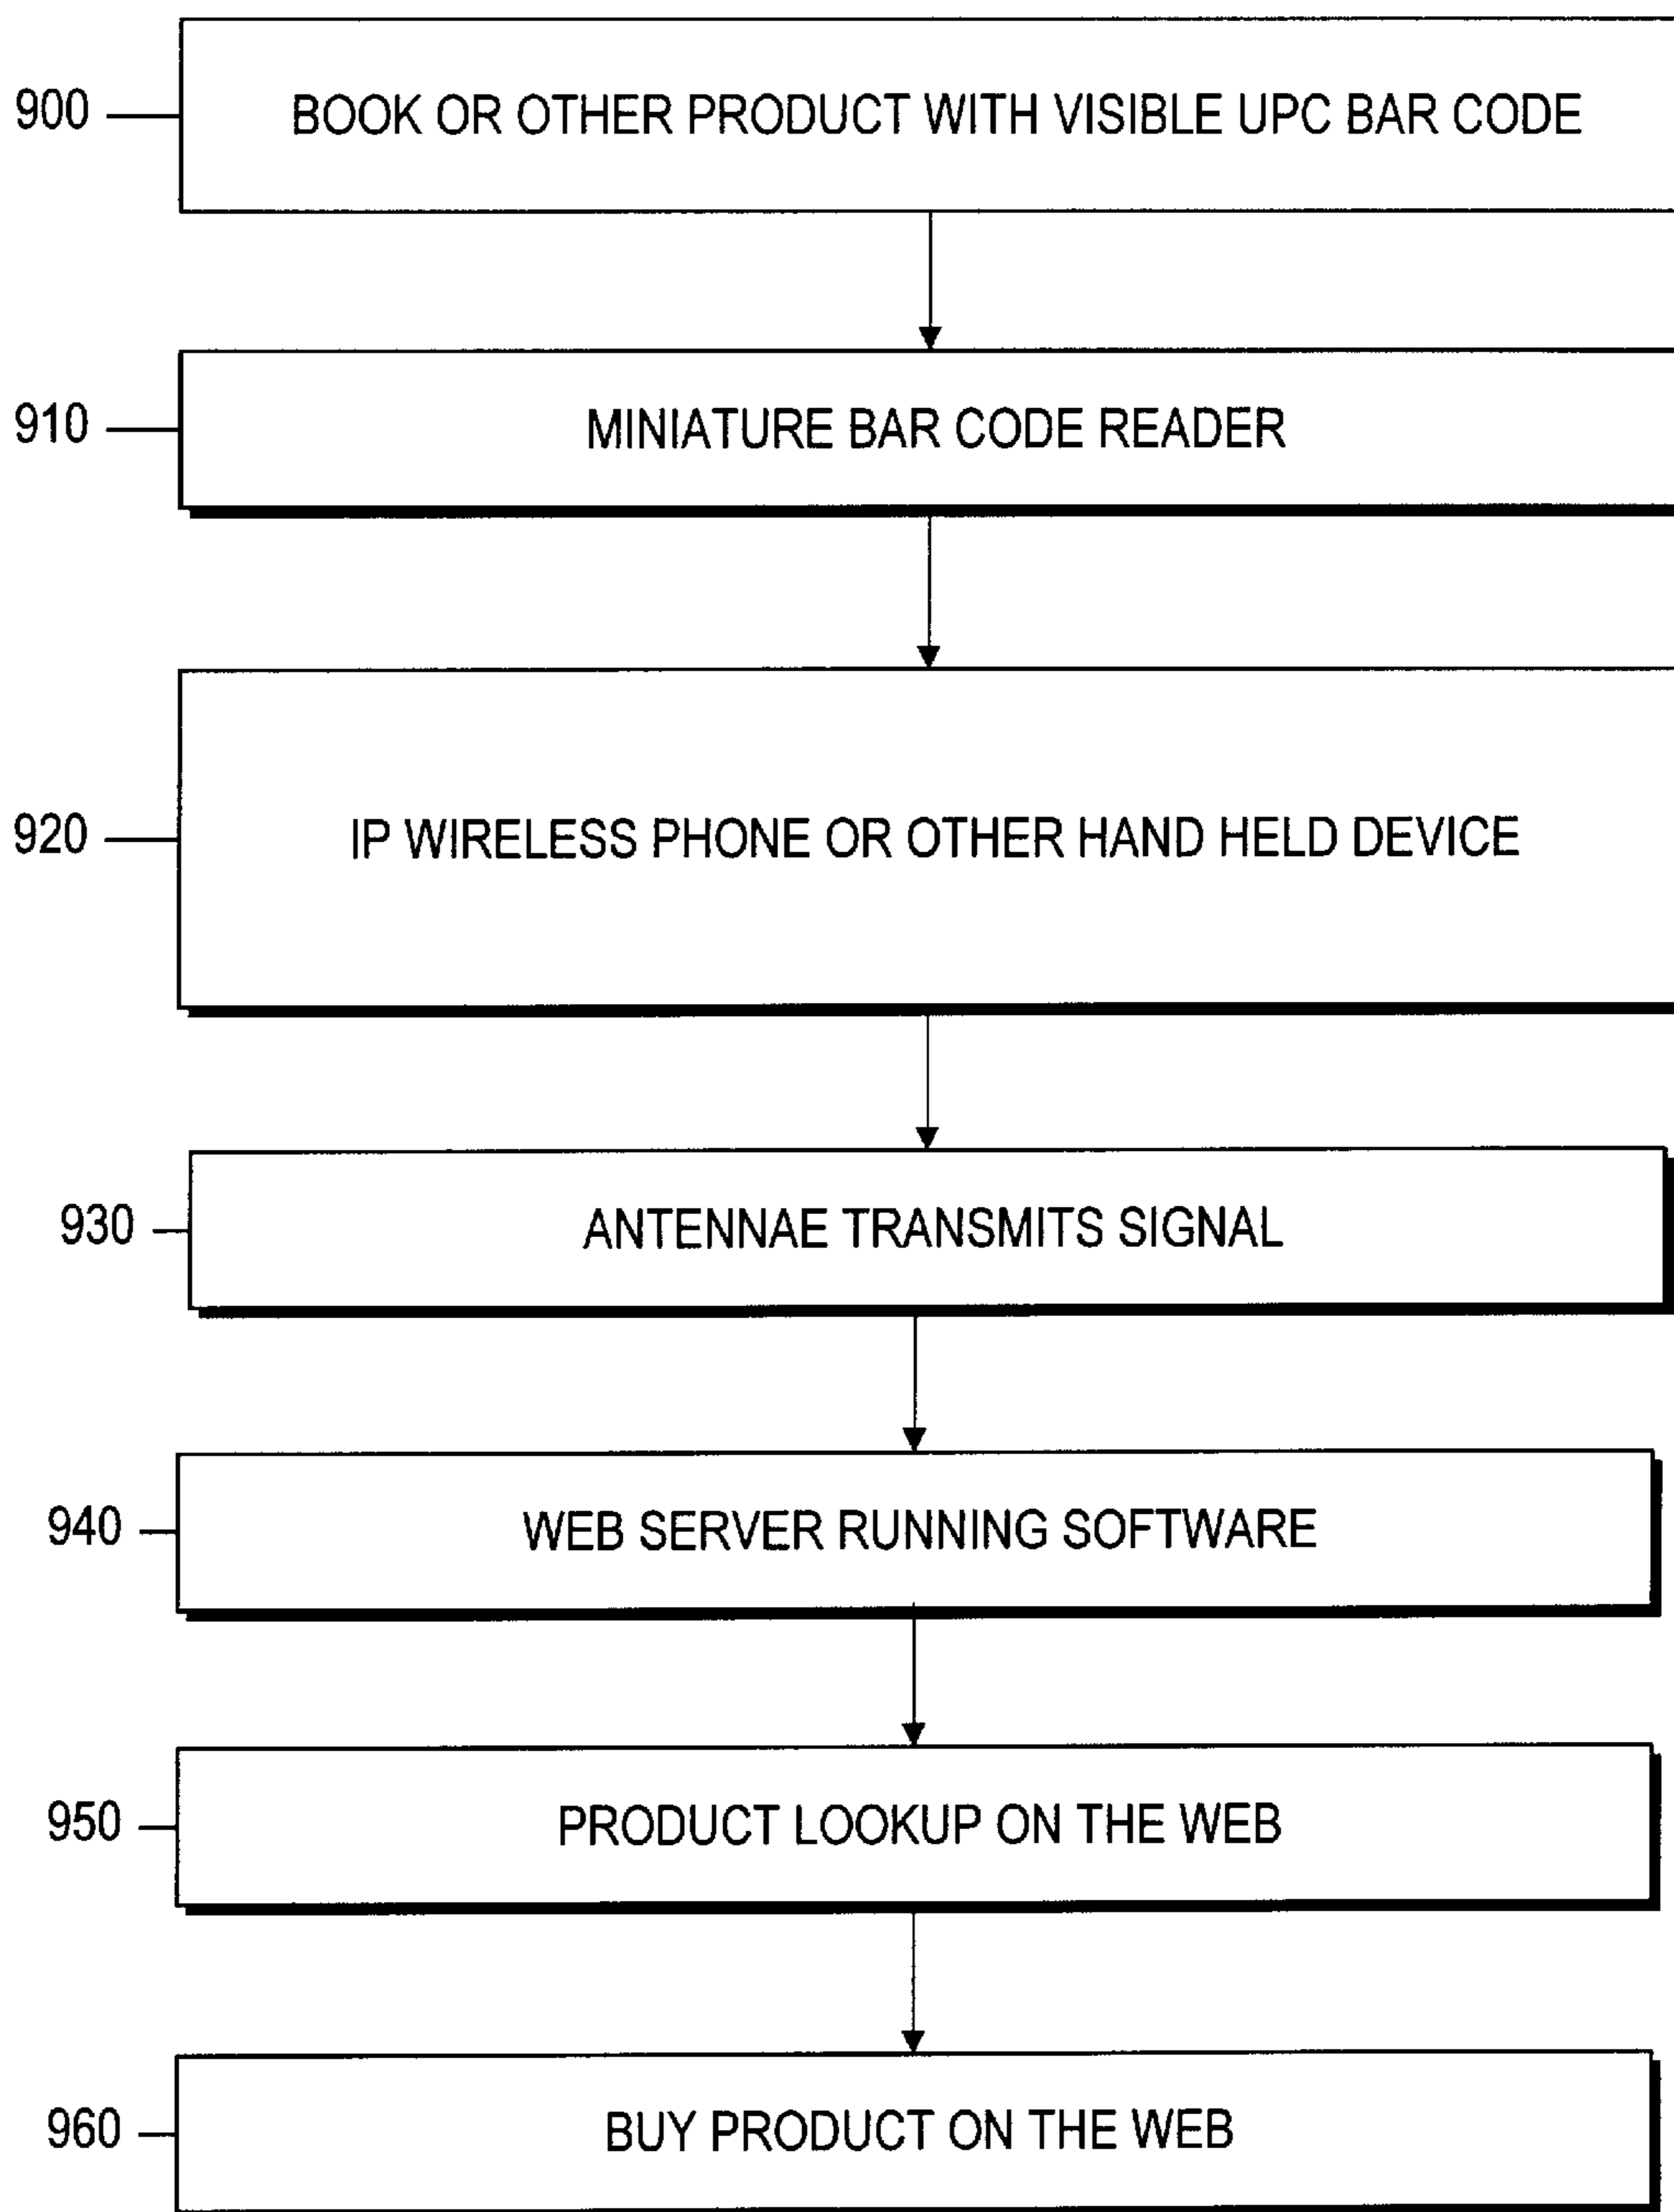 900 BOOK OR OTHER PRODUCT WITH VISIBLE UPC BAR CODE
910 MINIATURE BAR CODE READER
920 IP WIRELESS PHONE OR OTHER HAND HELD DEVICE
930 ANTENNAE TRANSMITS SIGNAL
940 WEB SERVER RUNNING SOFTWARE
950 PRODUCT LOOKUP ON THE WEB
960 BUY PRODUCT ON THE WEB